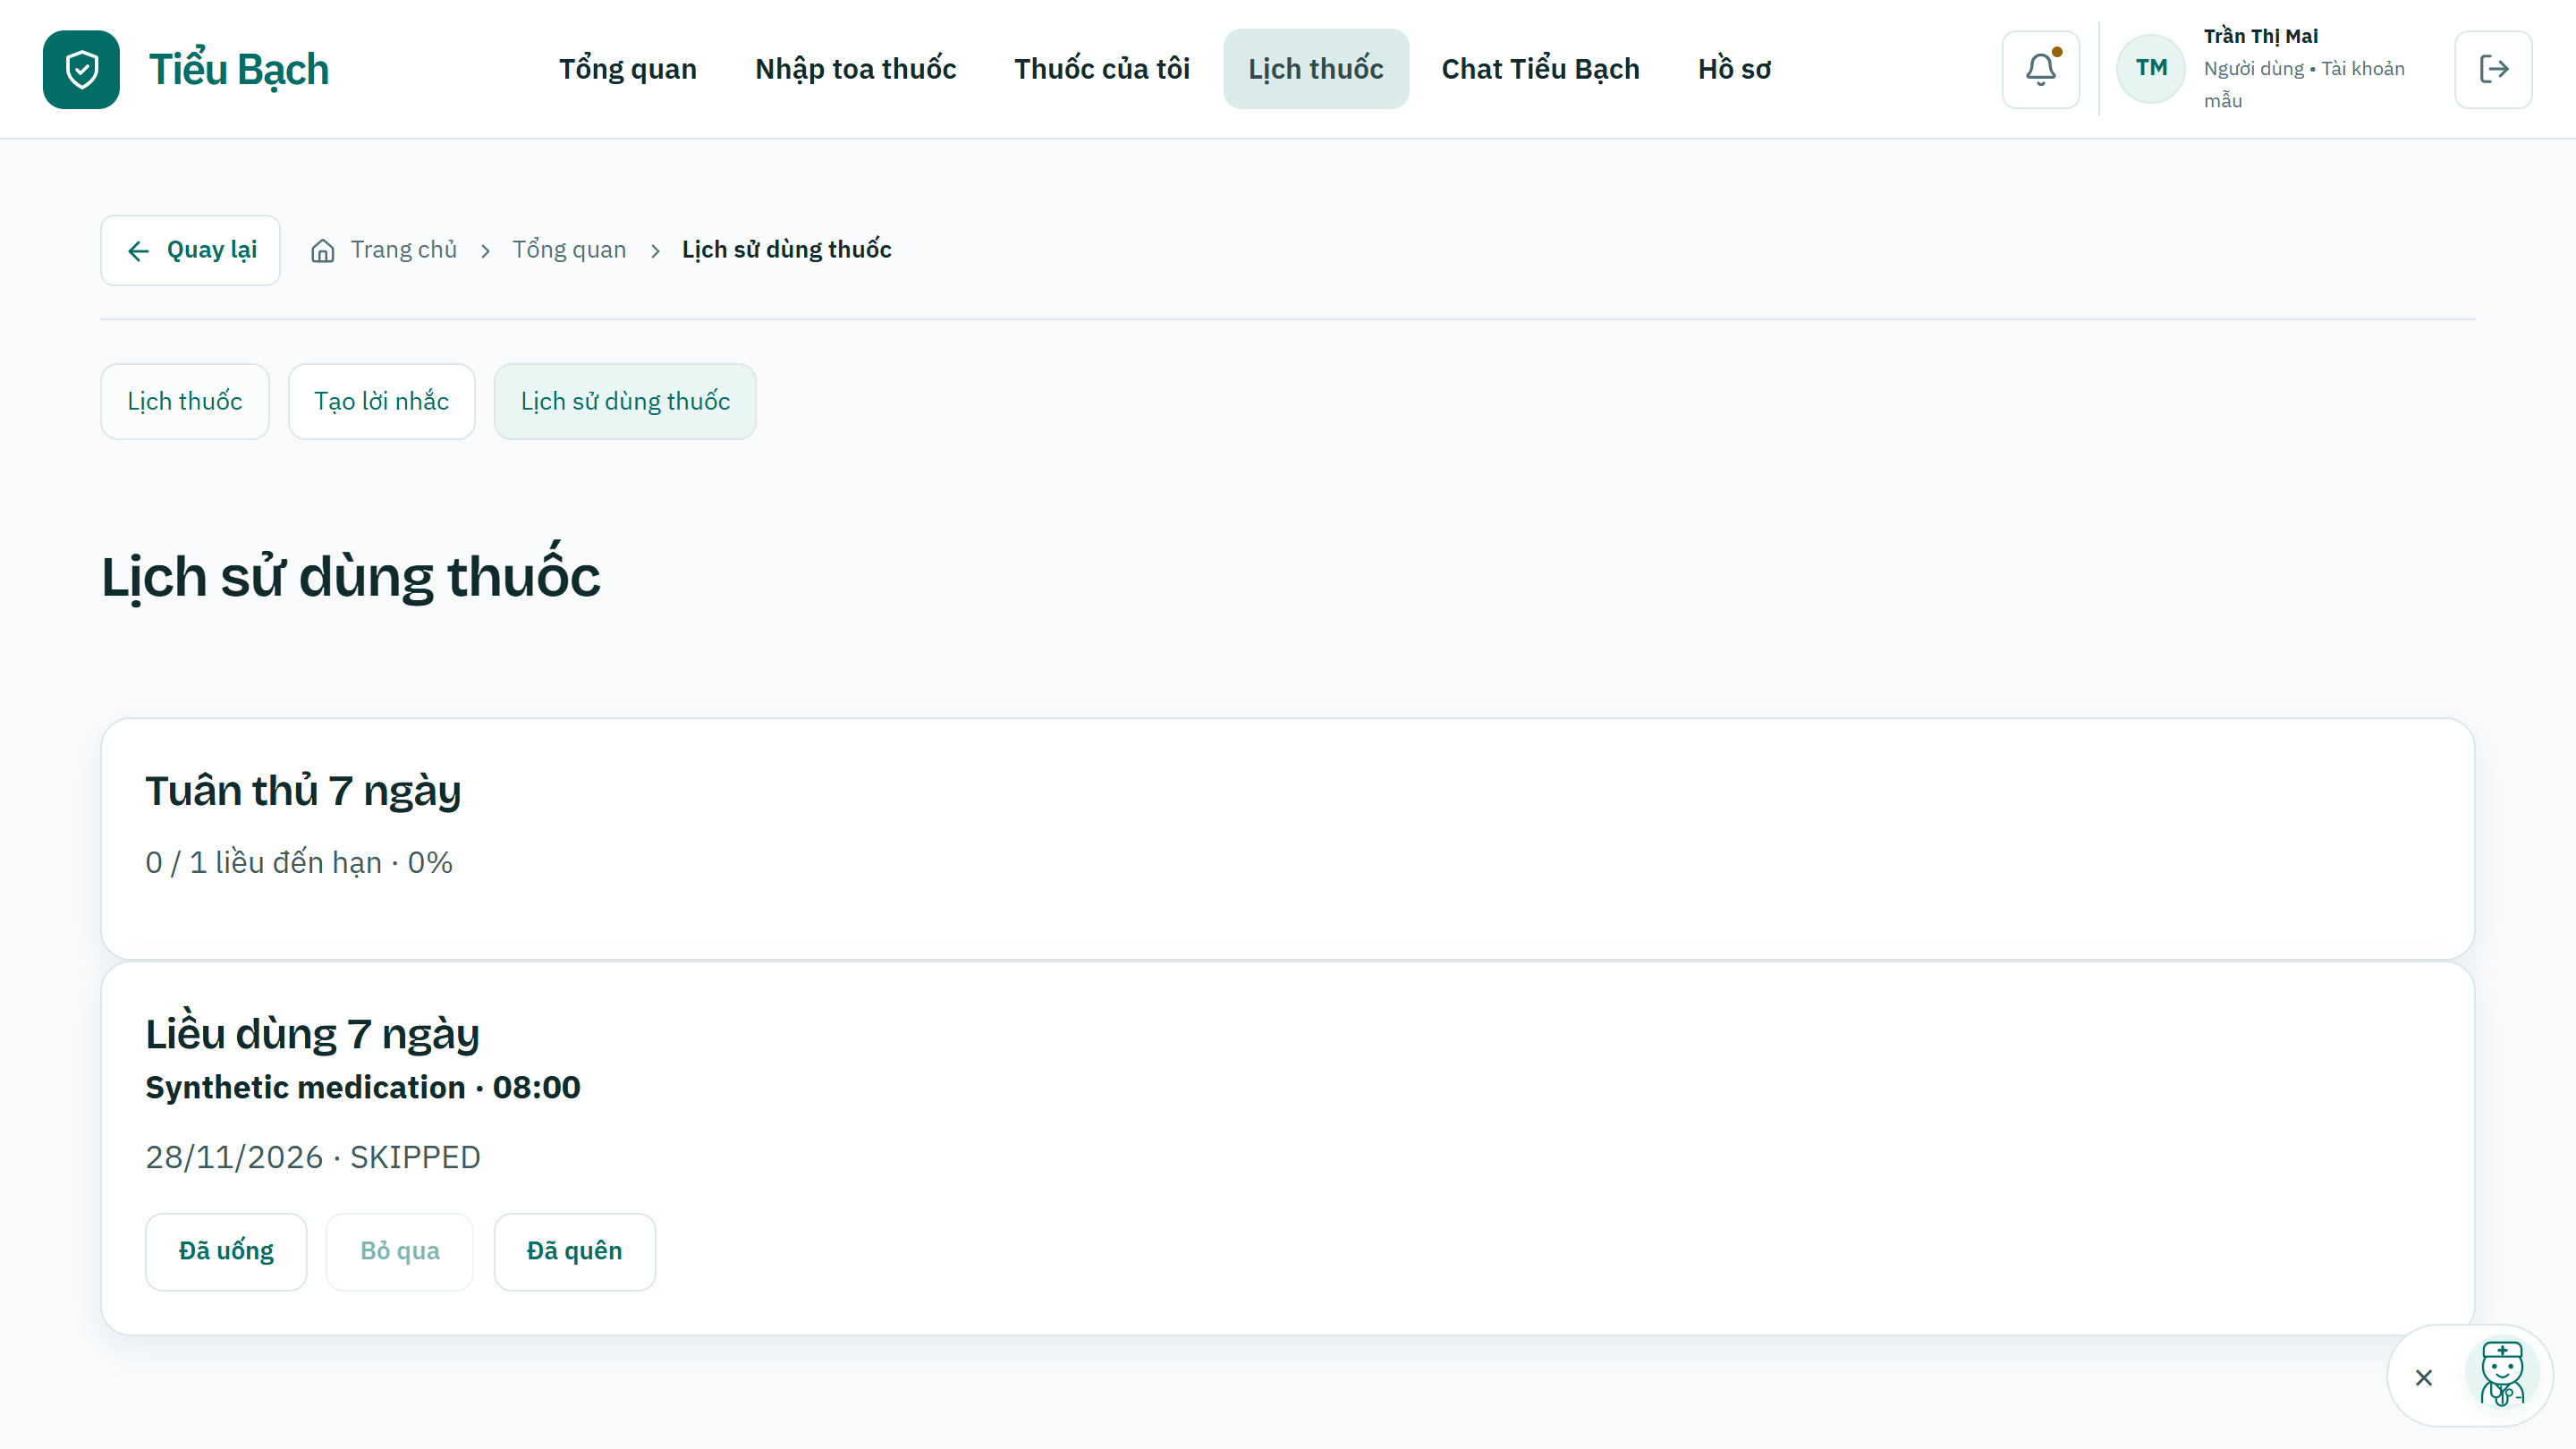 Tiểu Bạch
Tổng quan
Nhập toa thuốc
Thuốc của tôi
Lịch thuốc
Chat Tiểu Bạch
Hồ sơ
TM
Trần Thị Mai
Người dùng • Tài khoản
mẫu
Quay lại
Trang chủ
Tổng quan
Lịch sử dùng thuốc
Lịch thuốc
Tạo lời nhắc
Lịch sử dùng thuốc
Lịch sử dùng thuốc
Tuân thủ 7 ngày
0 / 1 liều đến hạn · 0%
Liều dùng 7 ngày
Synthetic medication · 08:00
28/11/2026 · SKIPPED
Đã uống
Bỏ qua
Đã quên